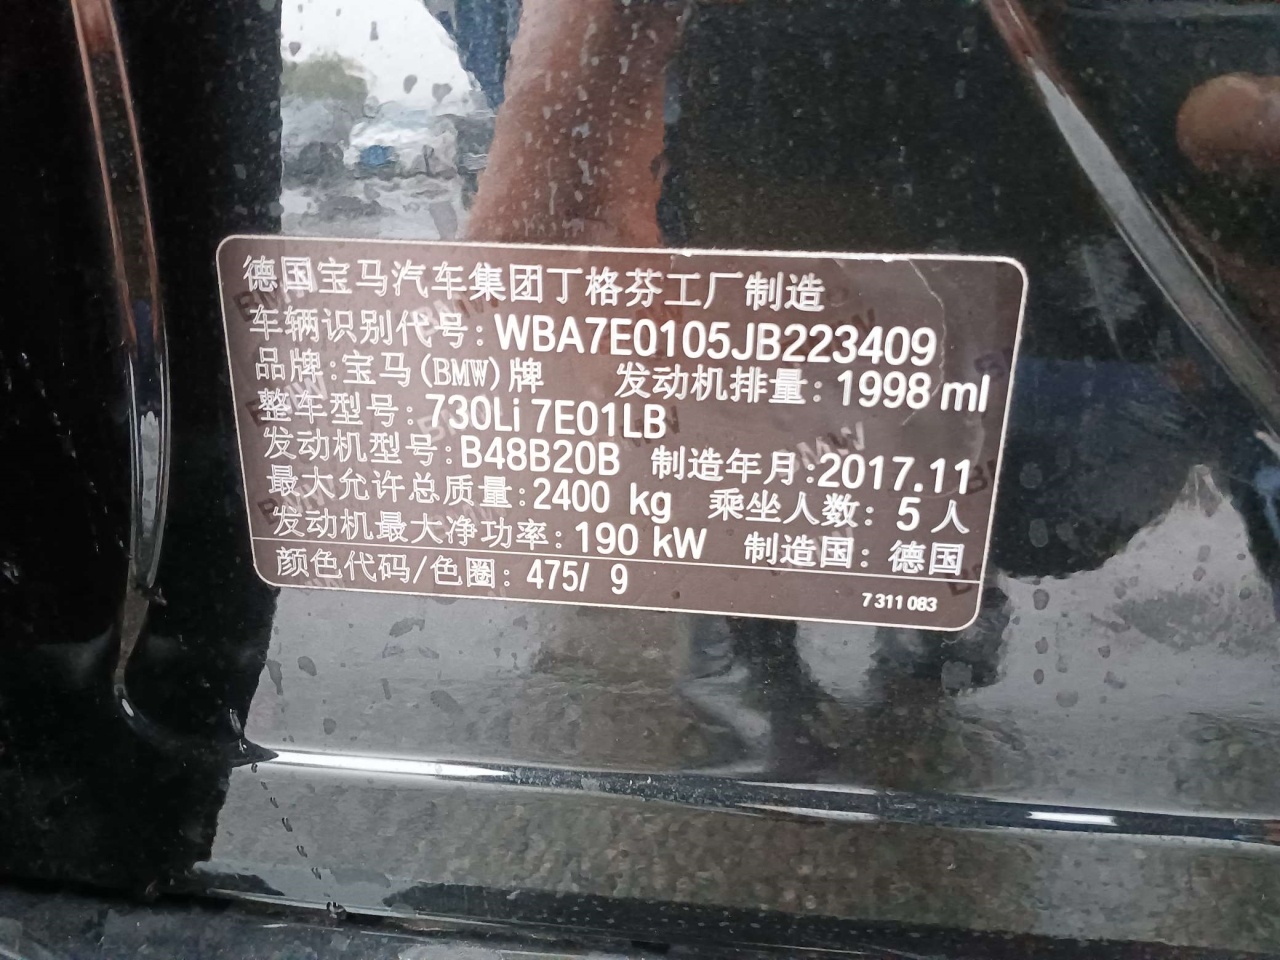 德国宝马汽车集团丁格芬工厂制造
车辆识别代号: WBA7E0105JB223409
品牌: 宝马(BMW)牌 发动机排量: 1998 ml
整车型号: 730Li 7E01LB
发动机型号: B48B20B 制造年月: 2017.11
最大允许总质量: 2400 kg 乘坐人数: 5 人
发动机最大净功率: 190 kW 制造国: 德国
颜色代码/色圈: 475/ 9
7 311 083